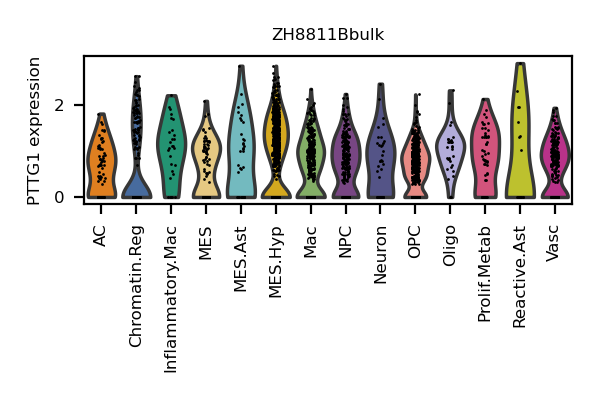 ZH8811Bbulk
PTTG1 expression
2
0
AC
Chromatin.Reg
Inflammatory.Mac
MES
MES.Ast
MES.Hyp
Mac
NPC
Neuron
OPC
Oligo
Prolif.Metab
Reactive.Ast
Vasc